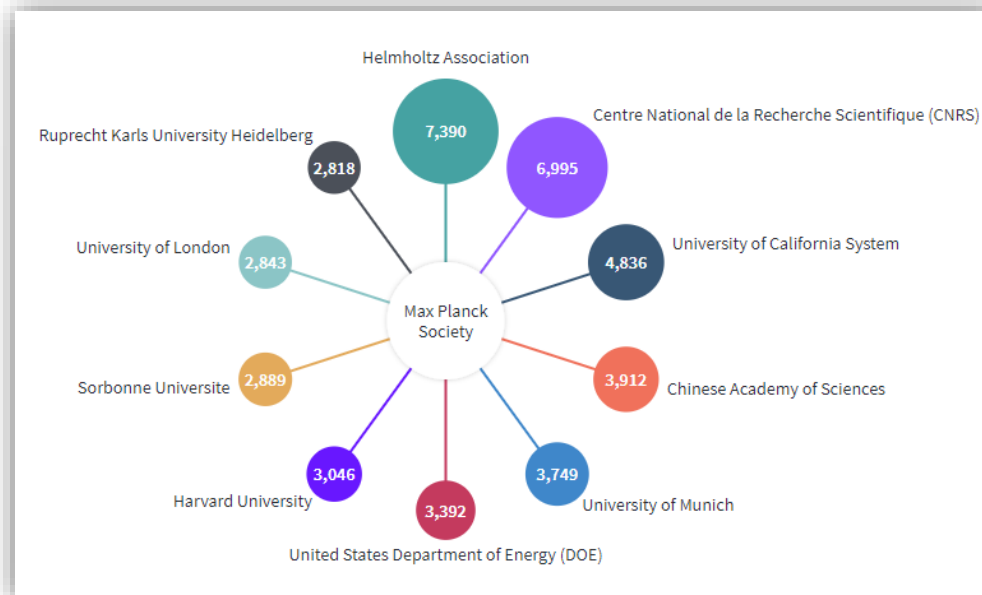 Helmholtz Association
7,390
Centre National de la Recherche Scientifique (CNRS)
6,995
Ruprecht Karls University Heidelberg
2,818
University of London
2,843
University of California System
4,836
Max Planck
Society
Sorbonne Universite
2,889
3,912
Chinese Academy of Sciences
3,046
Harvard University
3,749
University of Munich
3,392
United States Department of Energy (DOE)